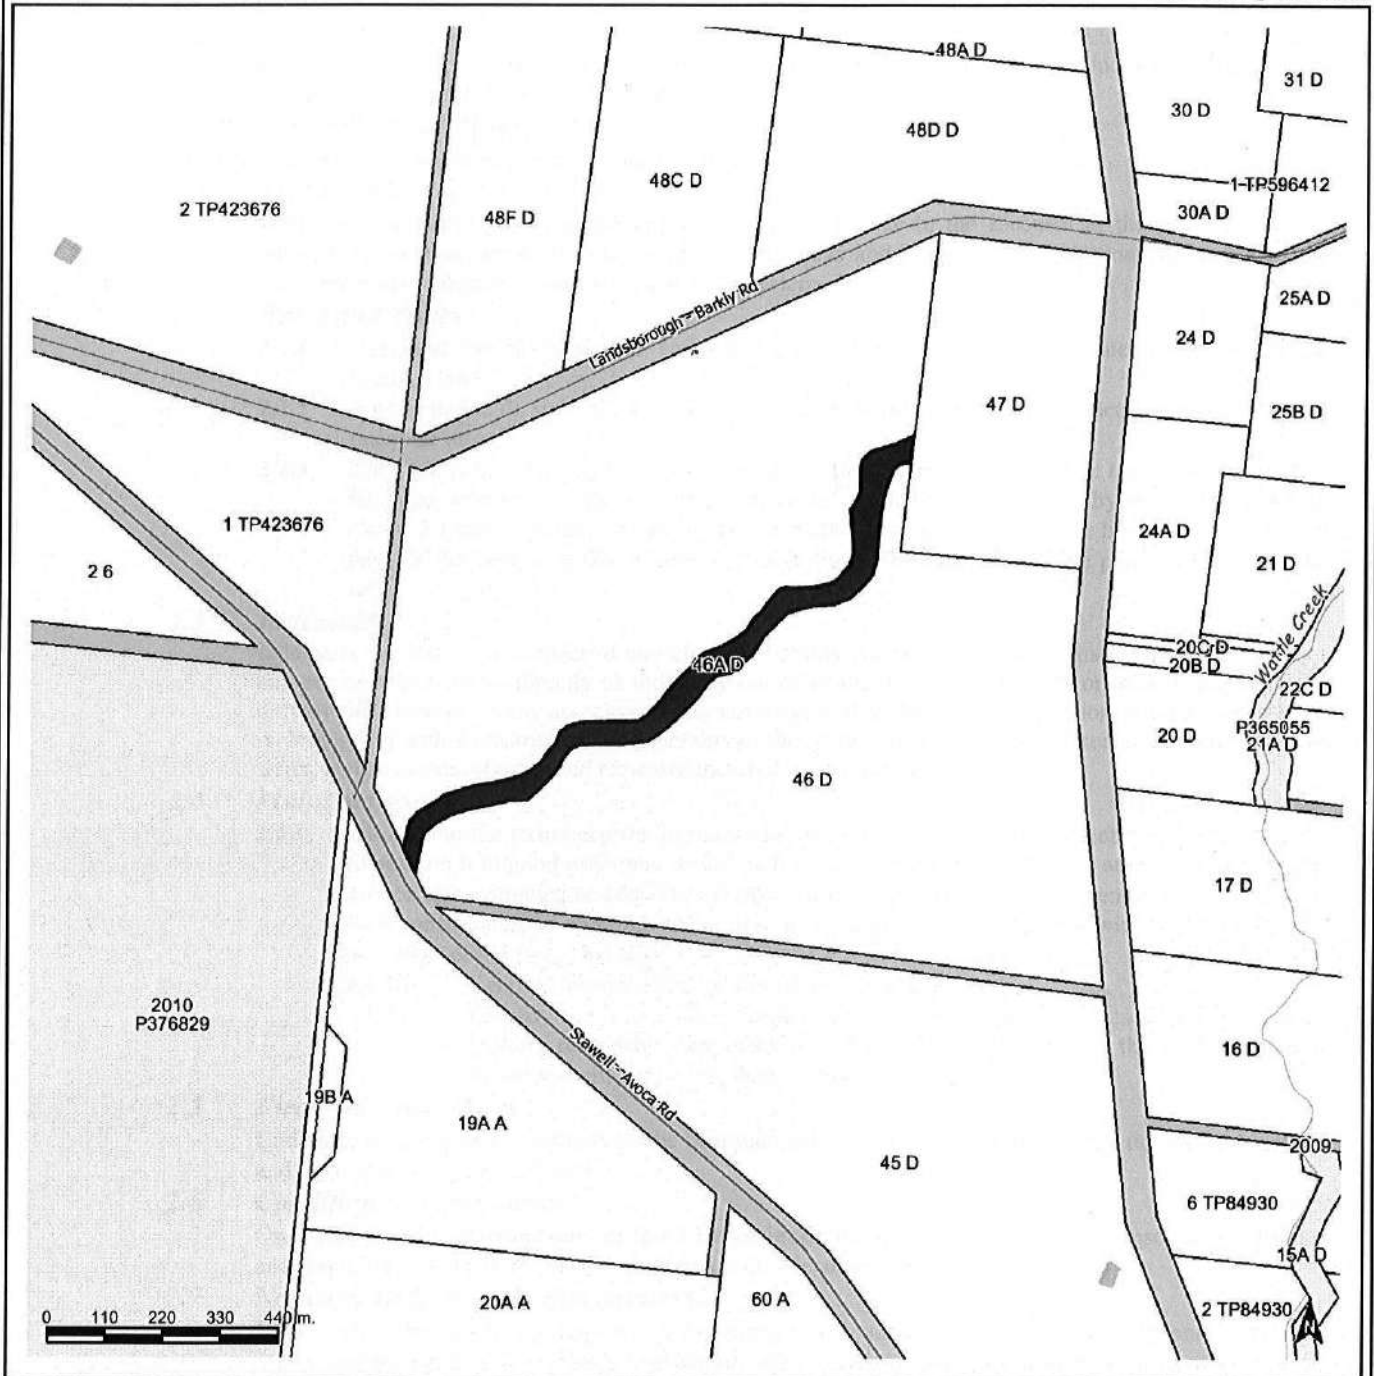 48A D
31 D
30 D
48D D
48C D
1 TP596412
2 TP423676
48F D
30A D
Landsborough - Barkly Rd
25A D
24 D
47 D
25B D
1 TP423676
24A D
2 6
21 D
Wattle Creek
20C D
46A D
20B D
22C D
P365055
20 D
21A D
46 D
17 D
2010
P376829
16 D
Stawell - Avoca Rd
19B A
19A A
2009
45 D
6 TP84930
15A D
20A A
60 A
2 TP84930
0 110 220 330 440 m.
N